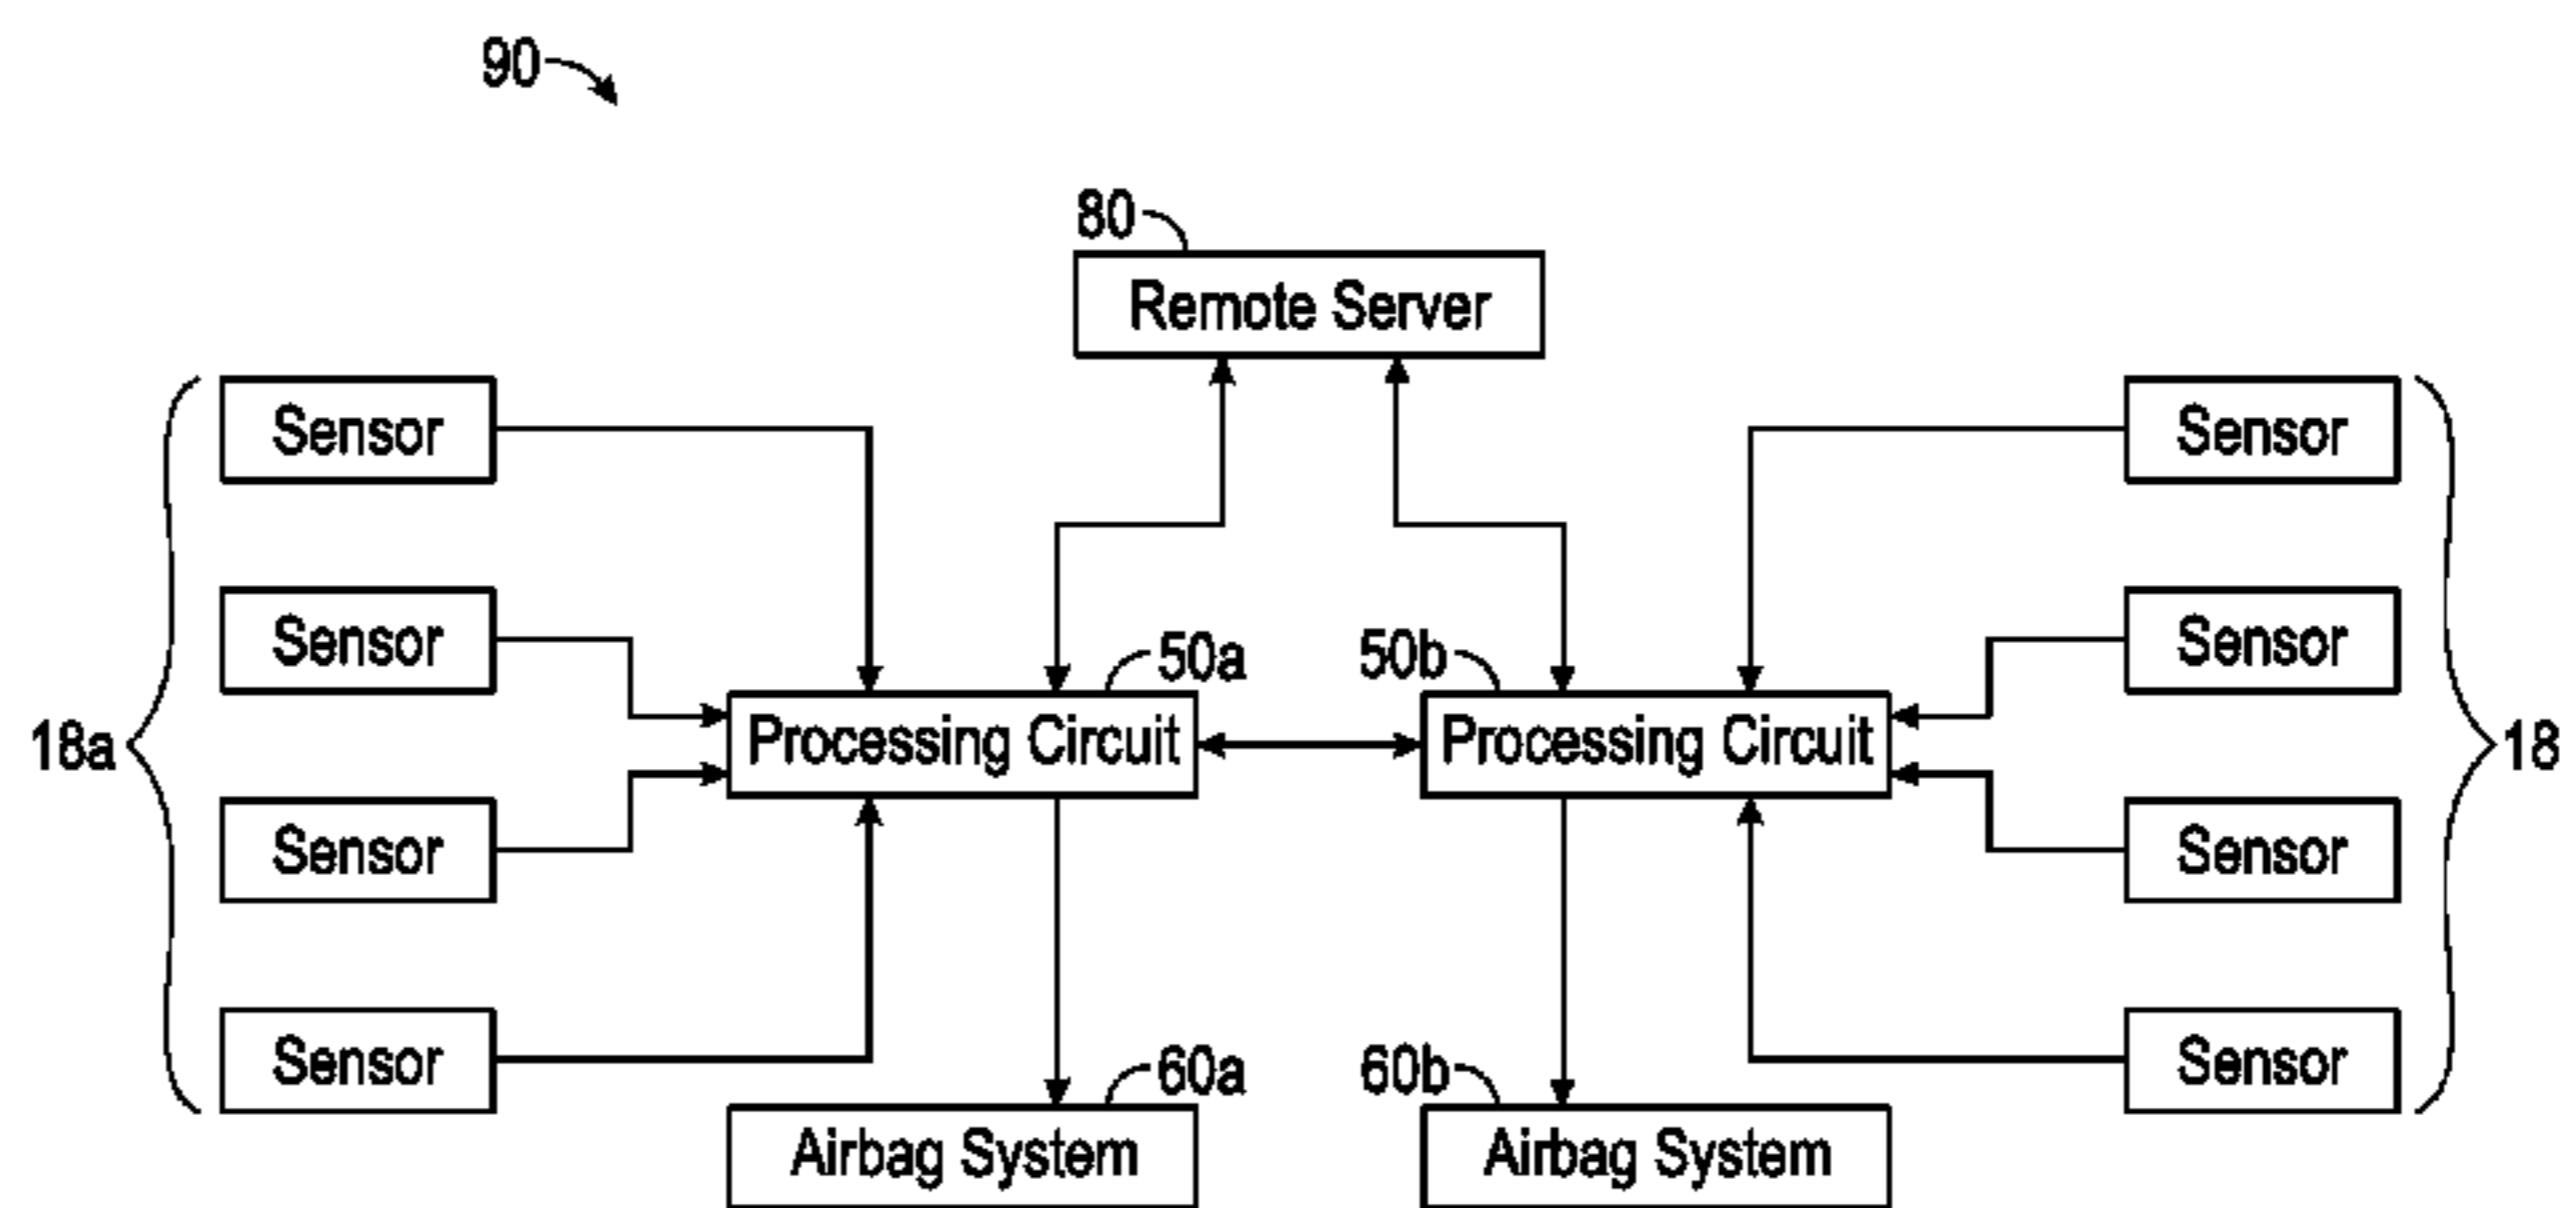 90
80
Remote Server
Sensor
Sensor
Sensor
Sensor
50a
50b
18a
Processing Circuit
Processing Circuit
18
Sensor
Sensor
Sensor
Sensor
60a
60b
Airbag System
Airbag System